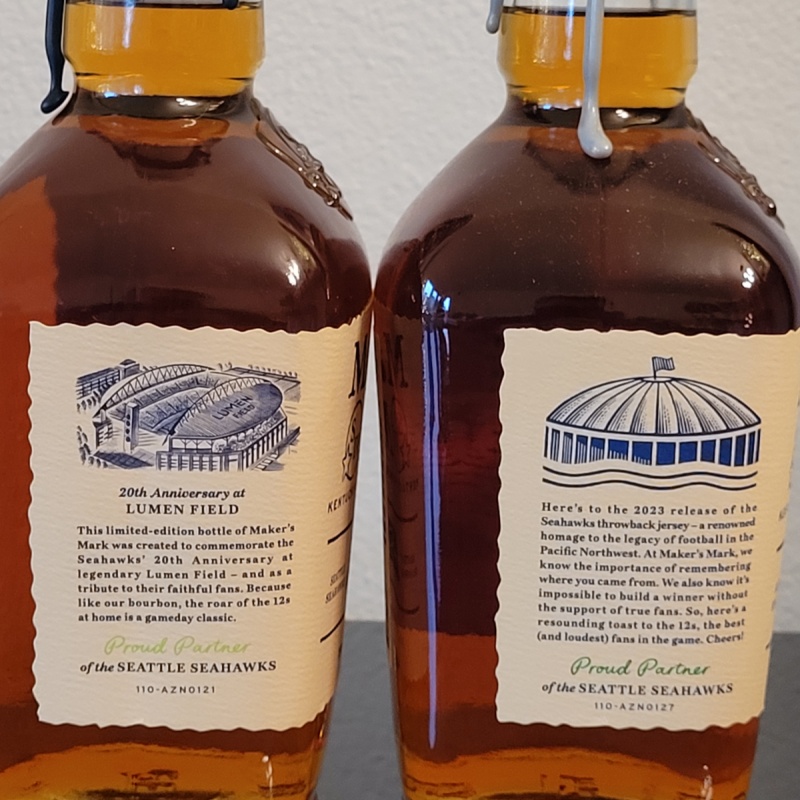 LUMEN FIELD
20th Anniversary at
LUMEN FIELD
This limited-edition bottle of Maker's
Mark was created to commemorate the
Seahawks' 20th Anniversary at
legendary Lumen Field – and as a
tribute to their faithful fans. Because
like our bourbon, the roar of the 12s
at home is a gameday classic.
Proud Partner
of the SEATTLE SEAHAWKS
110-AZN0121
Here's to the 2023 release of the
Seahawks throwback jersey – a renowned
homage to the legacy of football in the
Pacific Northwest. At Maker's Mark, we
know the importance of remembering
where you came from. We also know it's
impossible to build a winner without
the support of true fans. So, here's a
resounding toast to the 12s, the best
(and loudest) fans in the game. Cheers!
Proud Partner
of the SEATTLE SEAHAWKS
110-AZN0127